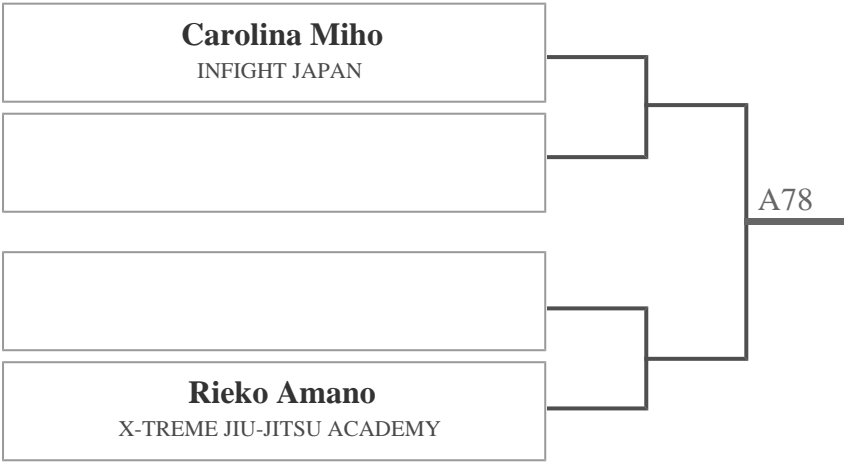 Carolina Miho
INFIGHT JAPAN
A78
Rieko Amano
X-TREME JIU-JITSU ACADEMY